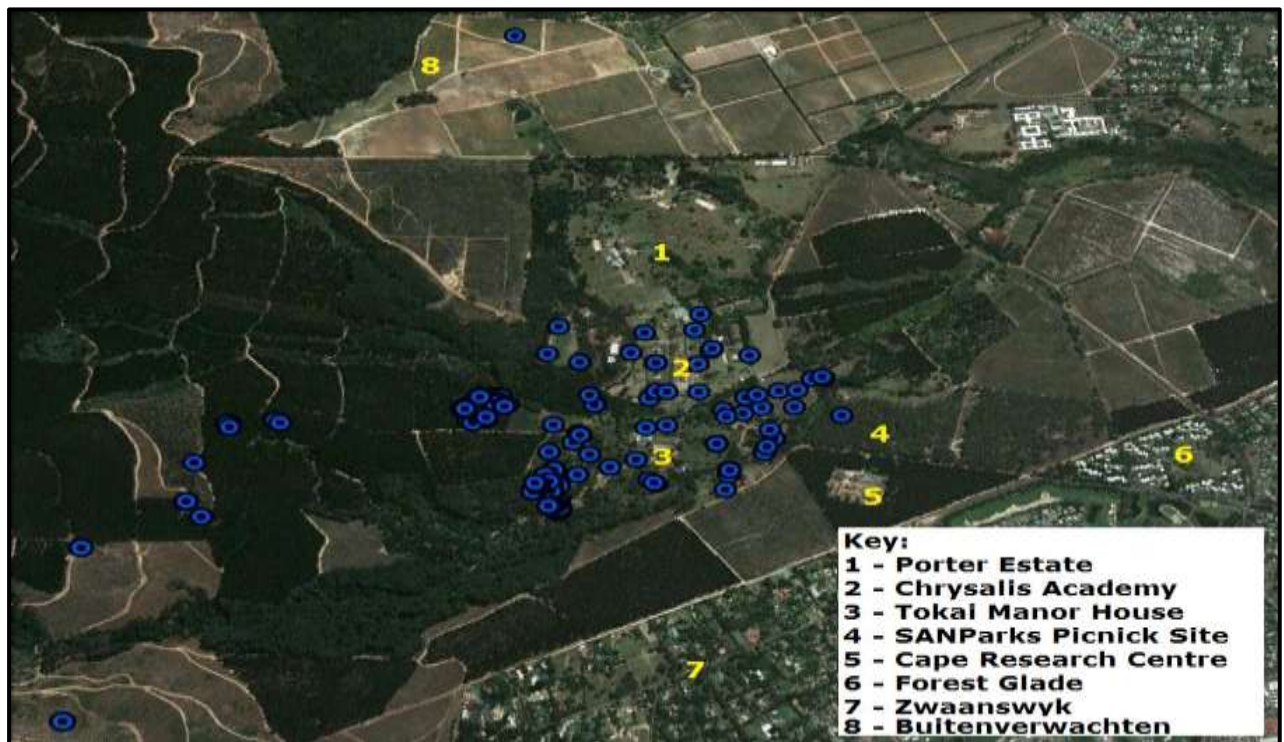 8
1
2
3
4
5
6
7
Key:
1 - Porter Estate
2 - Chrysalis Academy
3 - Tokai Manor House
4 - SANParks Picnick Site
5 - Cape Research Centre
6 - Forest Glade
7 - Zwaanswyk
8 - Buitenverwachten